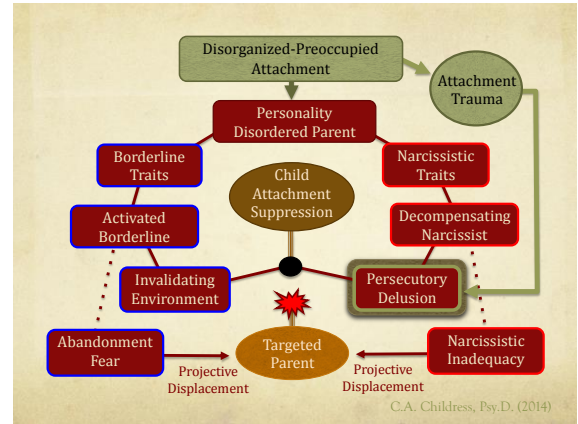 Disorganized-Preoccupied
Attachment
Attachment
Trauma
Personality
Disordered Parent
Borderline
Traits
Narcissistic
Traits
Child
Attachment
Suppression
Activated
Borderline
Decompensating
Narcissist
Invalidating
Environment
Persecutory
Delusion
Abandonment
Fear
Targeted
Parent
Narcissistic
Inadequacy
Projective
Displacement
Projective
Displacement
C.A. Childress, Psy.D. (2014)